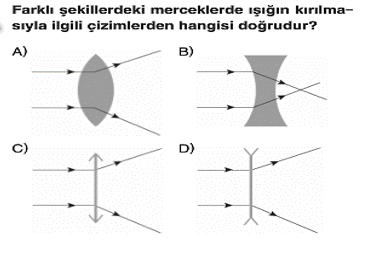 Farklı şekillerdeki merceklerde ışığın kırılma-
sıyla ilgili çizimlerden hangisi doğrudur?
A) B)
C) D)